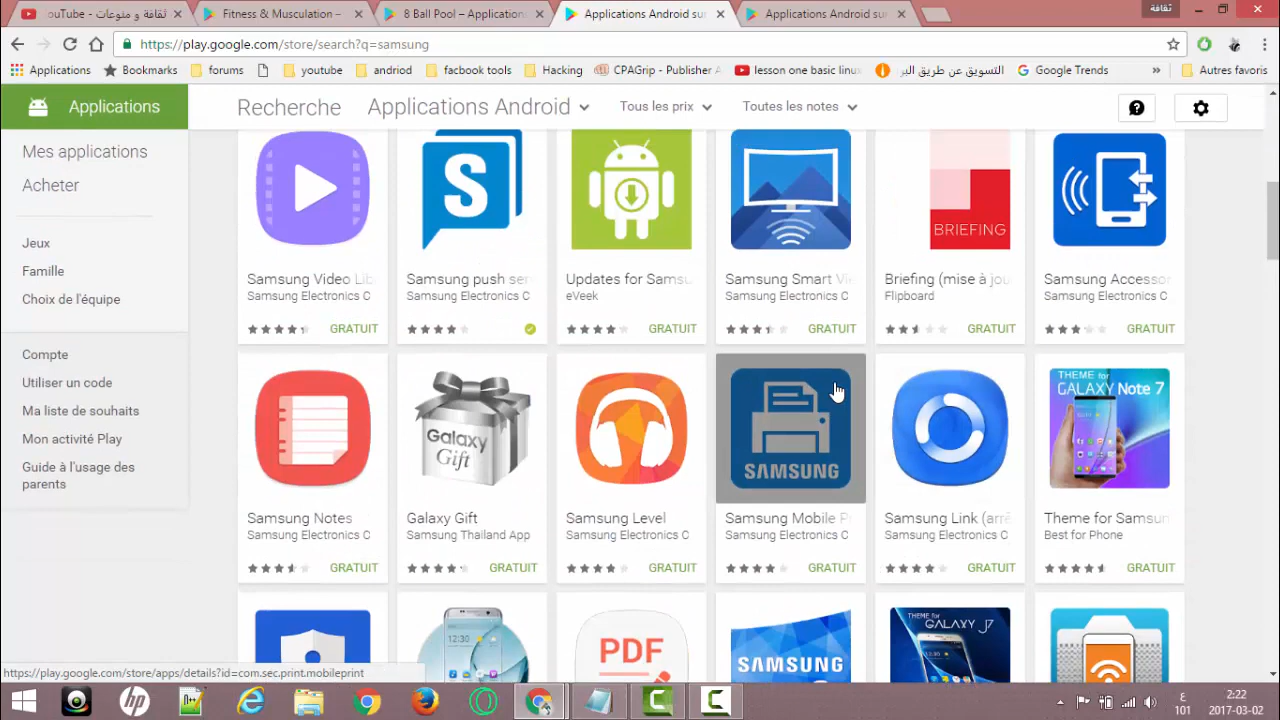 ثقافة و منوعات - YouTube
Fitness & Musculation –
8 Ball Pool – Applications
Applications Android sur
Applications Android sur
ثقافة
https://play.google.com/store/search?q=samsung
Applications
Bookmarks
forums
youtube
andriod
facbook tools
Hacking
CPAGrip - Publisher
lesson one basic linux
التسويق عن طريق
Google Trends
»
Autres favoris
Applications
Recherche
Applications Android
Tous les prix
Toutes les notes
Mes applications
Acheter
Jeux
Famille
Choix de l'équipe
Compte
Utiliser un code
Ma liste de souhaits
Mon activité Play
Guide à l'usage des
parents
S
BRIEFING
Samsung Video Lib
Samsung push ser
Updates for Samsu
Samsung Smart Vi
Briefing (mise à jou
Samsung Accessor
Samsung Electronics C
Samsung Electronics C
eVeek
Samsung Electronics C
Flipboard
Samsung Electronics C
GRATUIT
GRATUIT
GRATUIT
GRATUIT
GRATUIT
Galaxy
Gift
SAMSUNG
THEME for
GALAXY Note 7
Samsung Notes
Galaxy Gift
Samsung Level
Samsung Mobile P
Samsung Link (arrê
Theme for Samsun
Samsung Electronics C
Samsung Thailand App
Samsung Electronics C
Samsung Electronics C
Samsung Electronics C
Best for Phone
GRATUIT
GRATUIT
GRATUIT
GRATUIT
GRATUIT
GRATUIT
12:30
PDF
SAMSUNG
THEME for
GALAXY J7
https://play.google.com/store/apps/details?id=com.sec.print.mobileprint
ع
101
2:22
2017-03-02